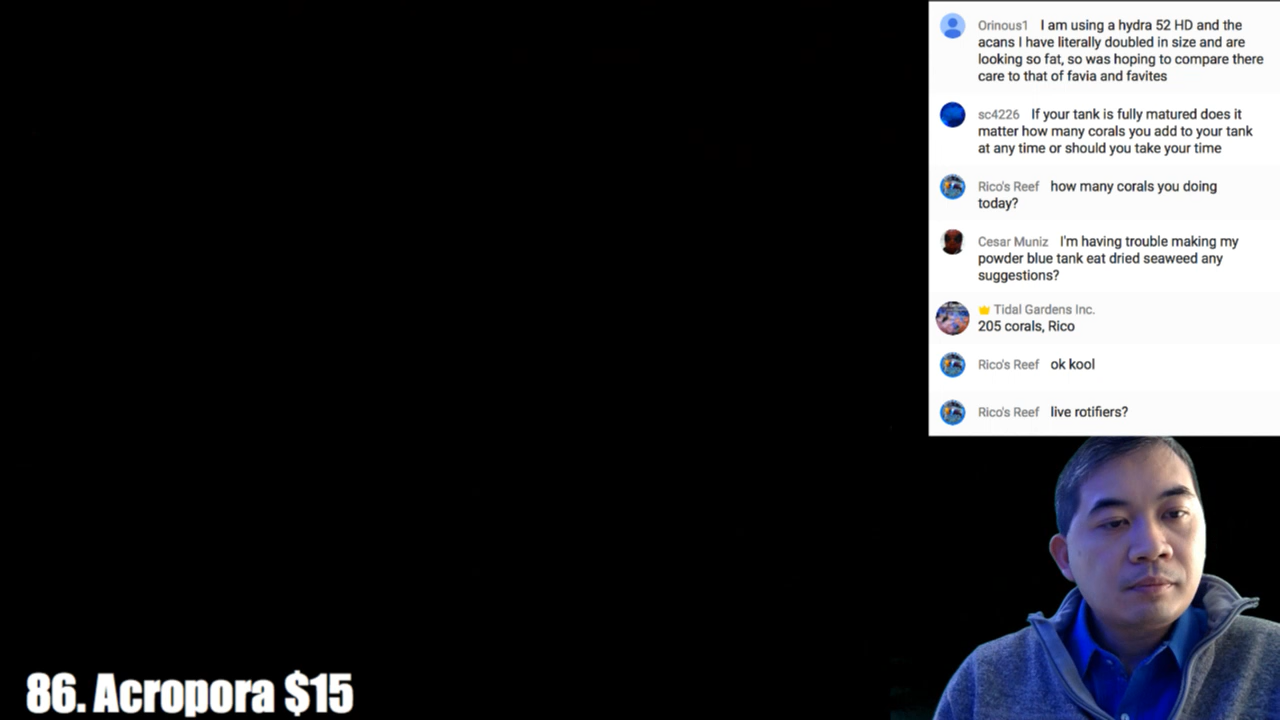 Orinous1 I am using a hydra 52 HD and the
acans I have literally doubled in size and are
looking so fat, so was hoping to compare there
care to that of favia and favites
sc4226 If your tank is fully matured does it
matter how many corals you add to your tank
at any time or should you take your time
Rico's Reef how many corals you doing
today?
Cesar Muniz I'm having trouble making my
powder blue tank eat dried seaweed any
suggestions?
Tidal Gardens Inc.
205 corals, Rico
Rico's Reef ok kool
Rico's Reef live rotifiers?
86. Acropora $15